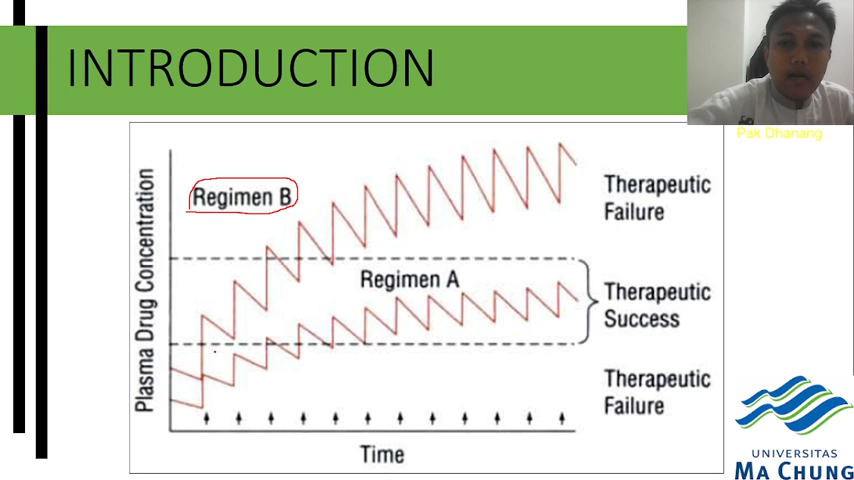 INTRODUCTION
Pak Dhanang
Plasma Drug Concentration
Regimen B
Regimen A
Therapeutic
Failure
Therapeutic
Success
Therapeutic
Failure
Time
UNIVERSITAS
MA CHUNG